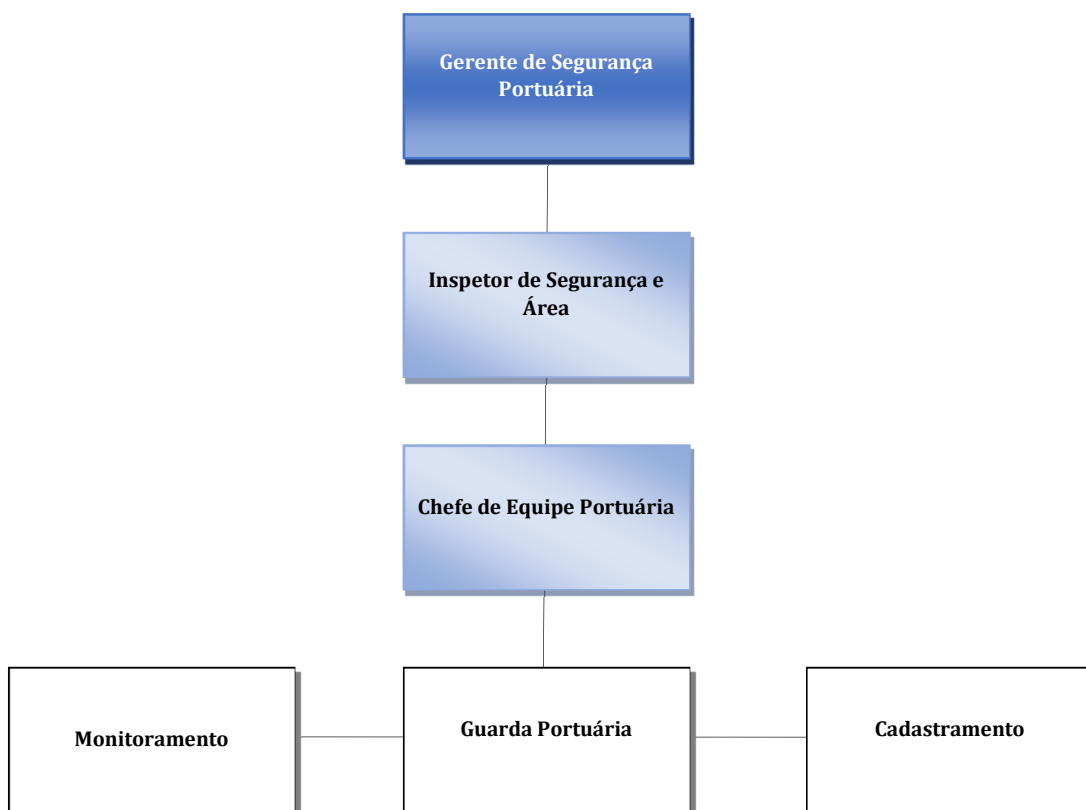 Gerente de Segurança
Portuária
Inspetor de Segurança e
Área
Chefe de Equipe Portuária
Monitoramento
Guarda Portuária
Cadastramento